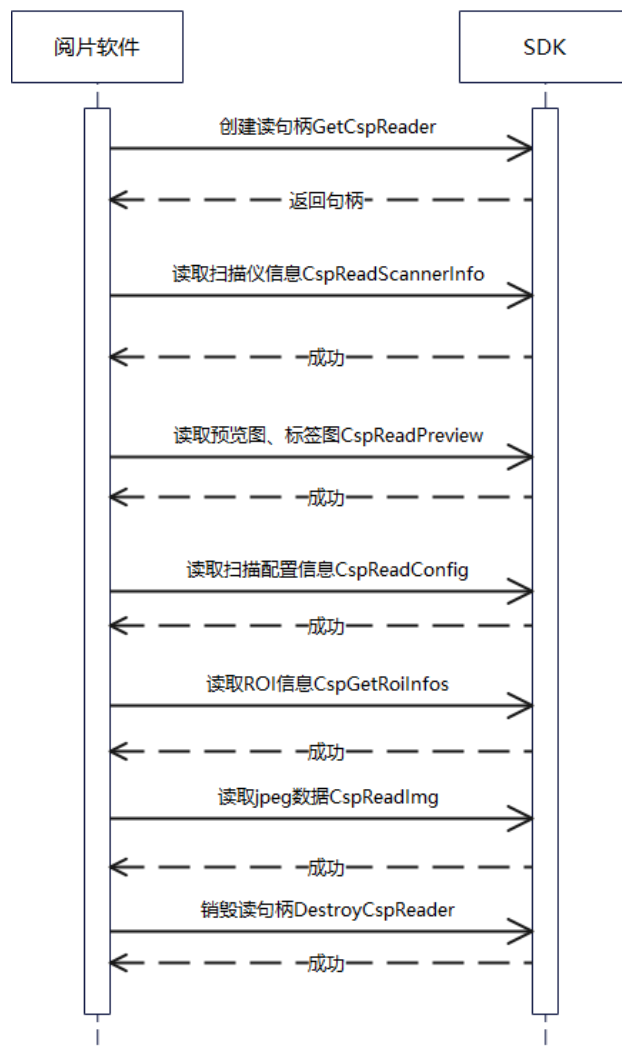 阅片软件
SDK
创建读句柄GetCspReader
返回句柄
读取扫描仪信息CspReadScannerInfo
成功
读取预览图、标签图CspReadPreview
成功
读取扫描配置信息CspReadConfig
成功
读取ROI信息CspGetRoiInfos
成功
读取jpeg数据CspReadImg
成功
销毁读句柄DestroyCspReader
成功